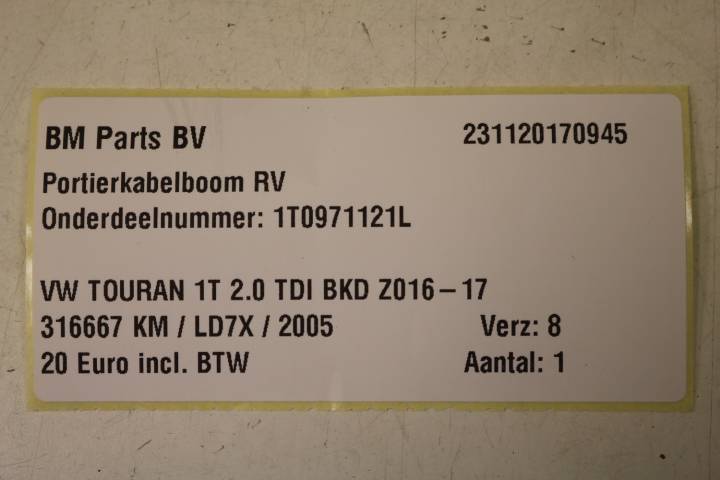 BM Parts BV 231120170945
Portierkabelboom RV
Onderdeelnummer: 1T0971121L
VW TOURAN 1T 2.0 TDI BKD Z016-17
316667 KM / LD7X / 2005 Verz: 8
20 Euro incl. BTW Aantal: 1